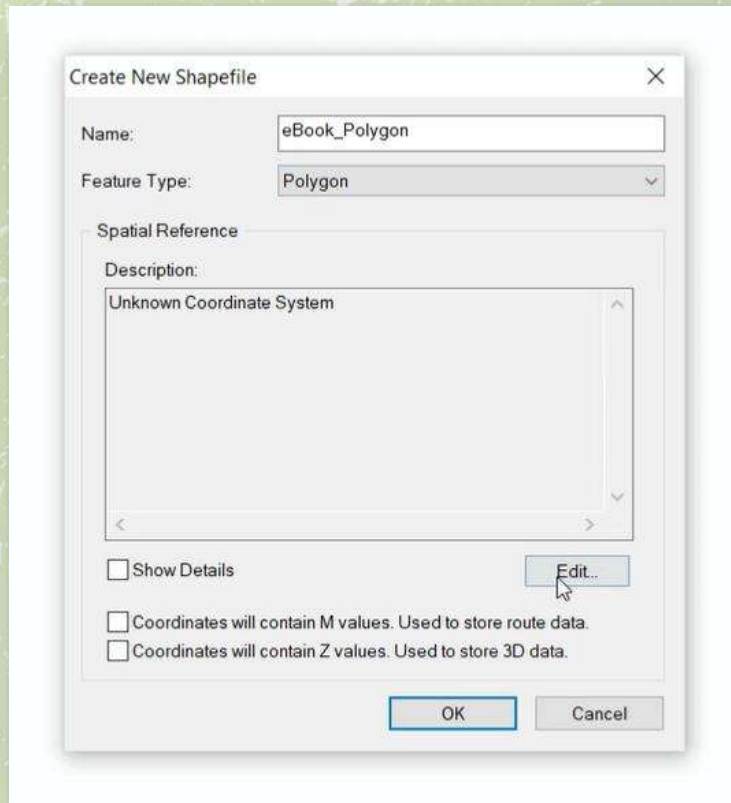 Create New Shapefile
Name: eBook_Polygon
Feature Type: Polygon
Spatial Reference
Description:
Unknown Coordinate System
Show Details
Edit...
Coordinates will contain M values. Used to store route data.
Coordinates will contain Z values. Used to store 3D data.
OK Cancel